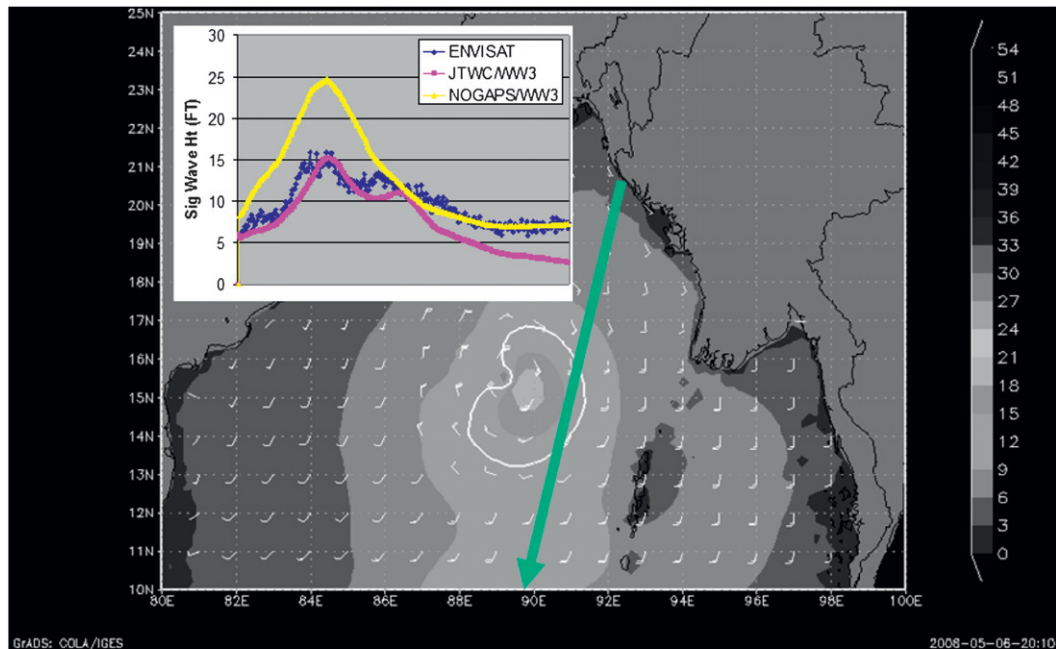 30
25
20
15
10
5
0
Sig Wave Ht (FT)
ENVISAT
JTWC/WW3
NOGAPS/WW3
25N
24N
23N
22N
21N
20N
19N
18N
17N
16N
15N
14N
13N
12N
11N
10N
80E 82E 84E 86E 88E 90E 92E 94E 96E 98E 100E
54
51
48
45
42
39
36
33
30
27
24
21
18
15
12
9
6
3
0
GrADS: COLA/IGES
2008-05-06-20:10